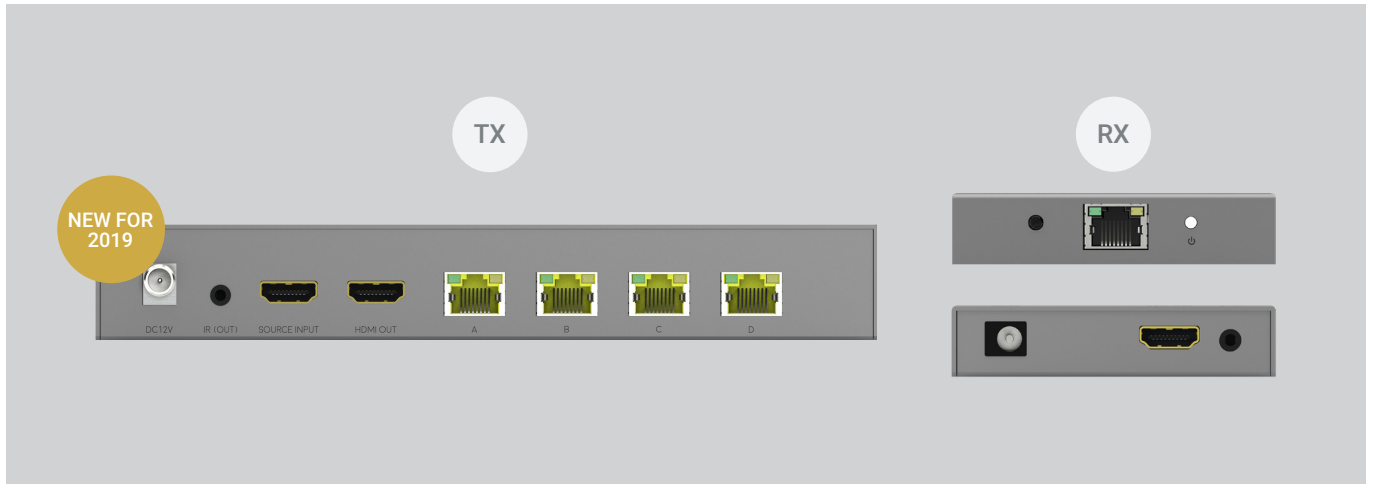 TX
RX
NEW FOR
2019
DC12V
IR (OUT)
SOURCE INPUT
HDMI OUT
A
B
C
D